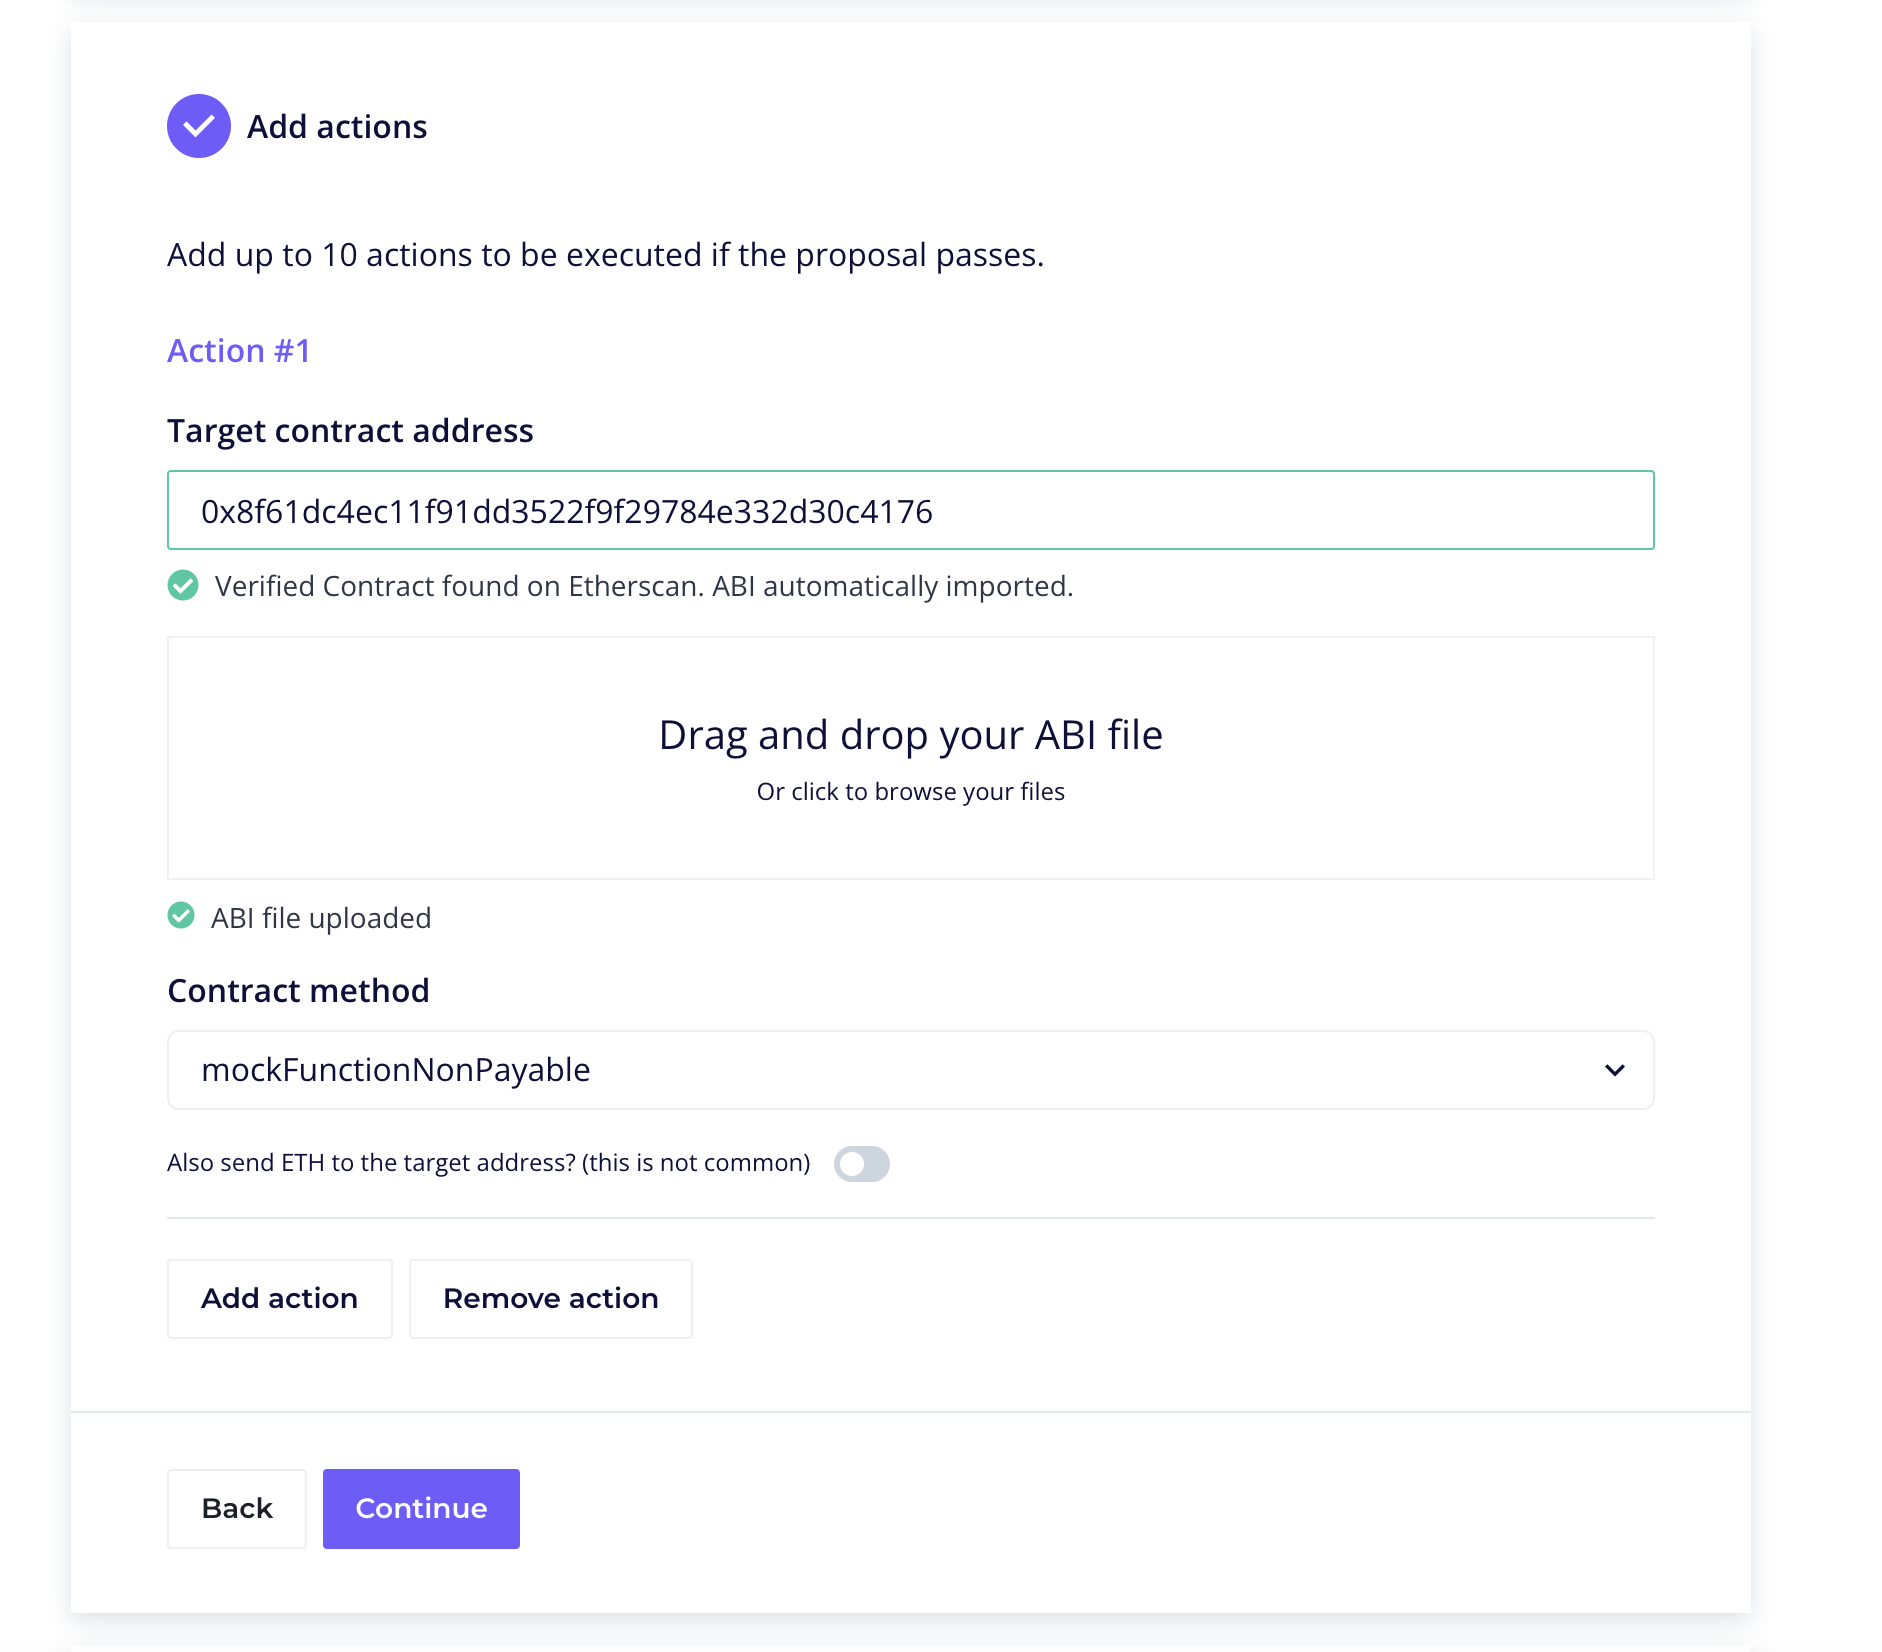 Add actions
Add up to 10 actions to be executed if the proposal passes.
Action #1
Target contract address
0x8f61dc4ec11f91dd3522f9f29784e332d30c4176
Verified Contract found on Etherscan. ABI automatically imported.
Drag and drop your ABI file
Or click to browse your files
ABI file uploaded
Contract method
mockFunctionNonPayable
Also send ETH to the target address? (this is not common)
Add action
Remove action
Back
Continue